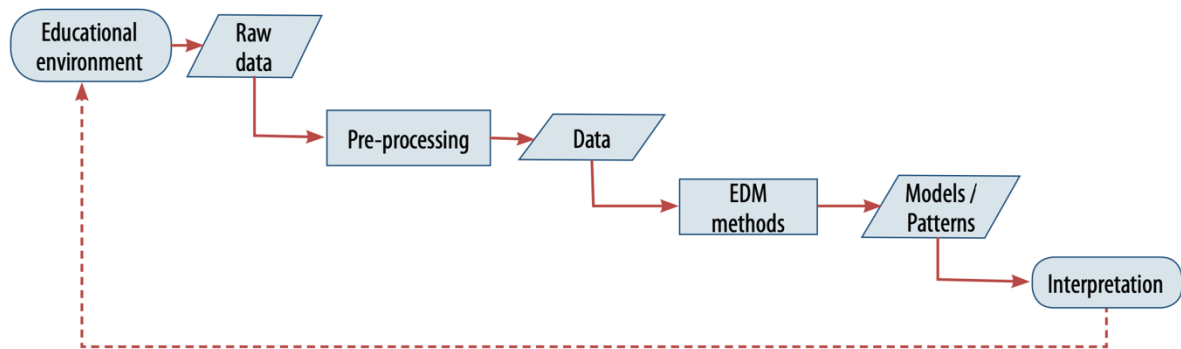 Educational
environment
Raw
data
Pre-processing
Data
EDM
methods
Models /
Patterns
Interpretation